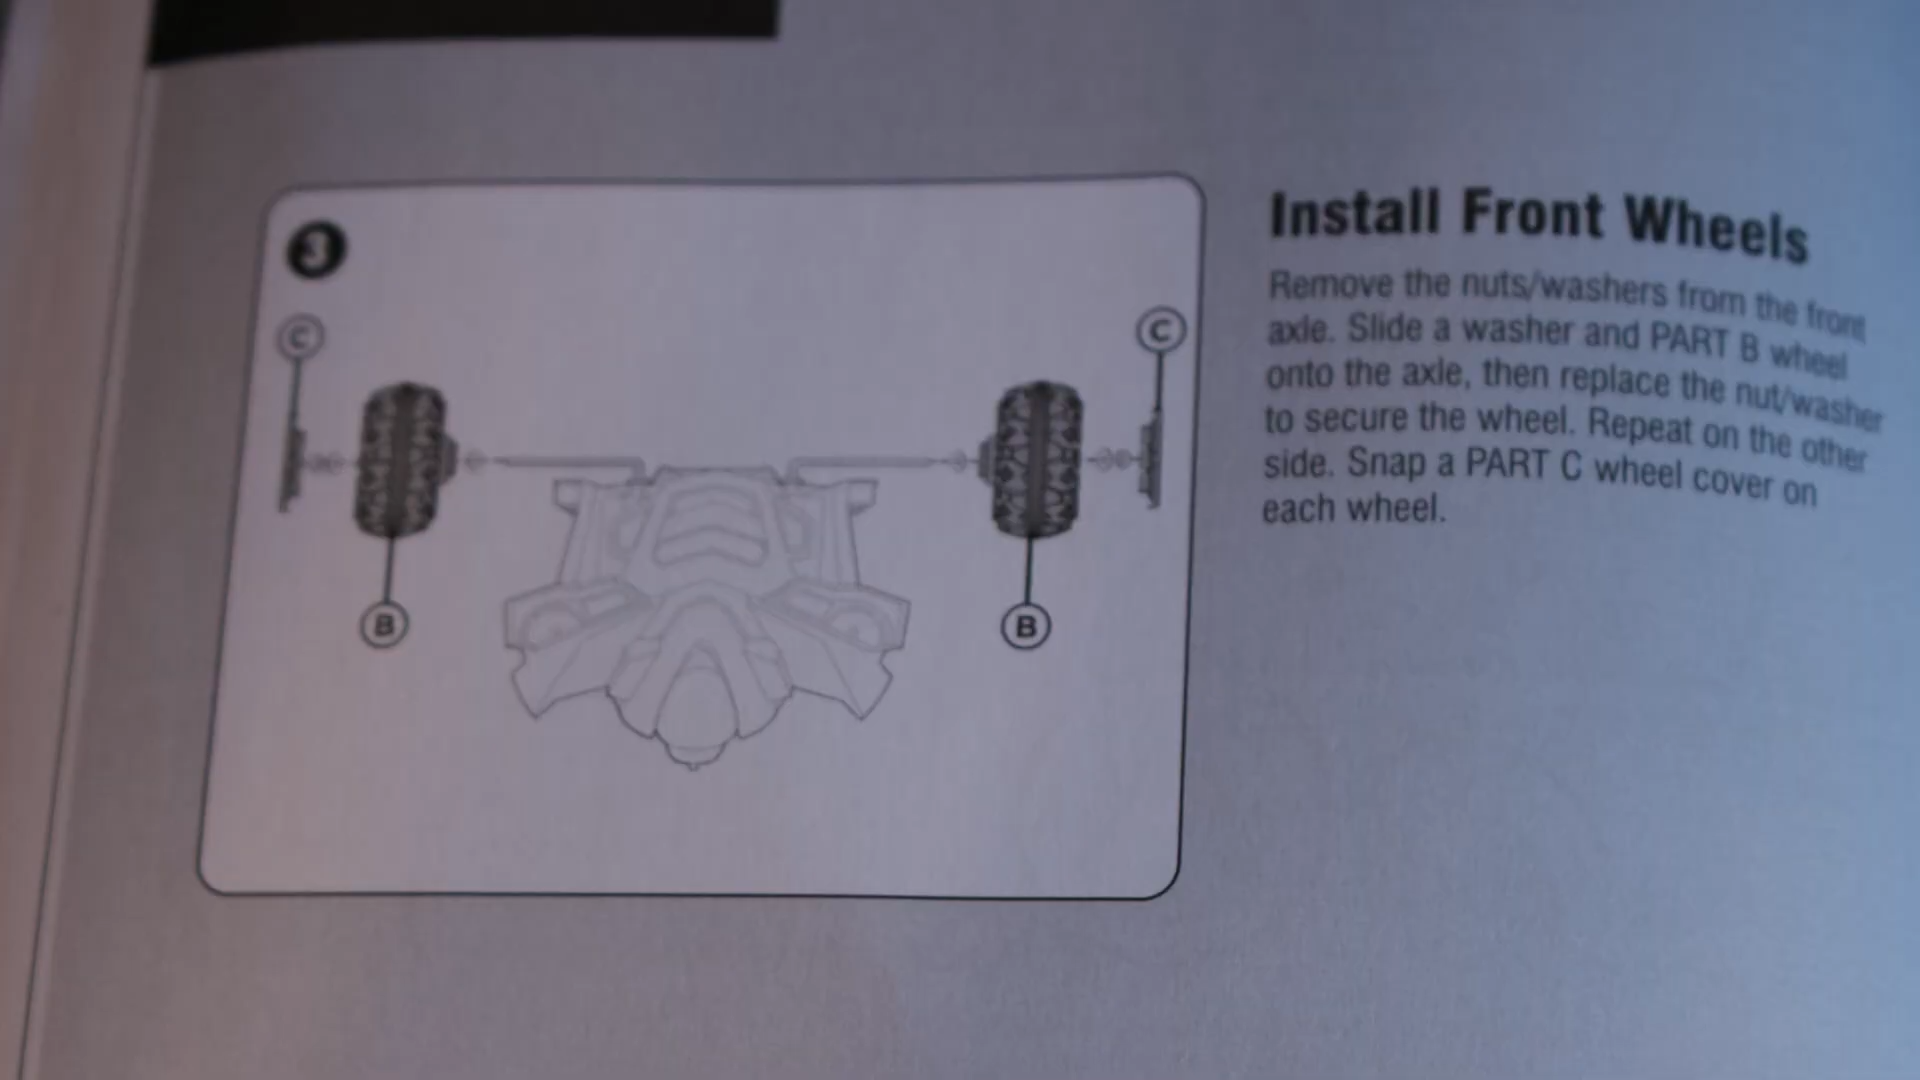 3
Install Front Wheels
C
C
Remove the nuts/washers from the front
axle. Slide a washer and PART B wheel
onto the axle, then replace the nut/washer
to secure the wheel. Repeat on the other
side. Snap a PART C wheel cover on
each wheel.
B
B